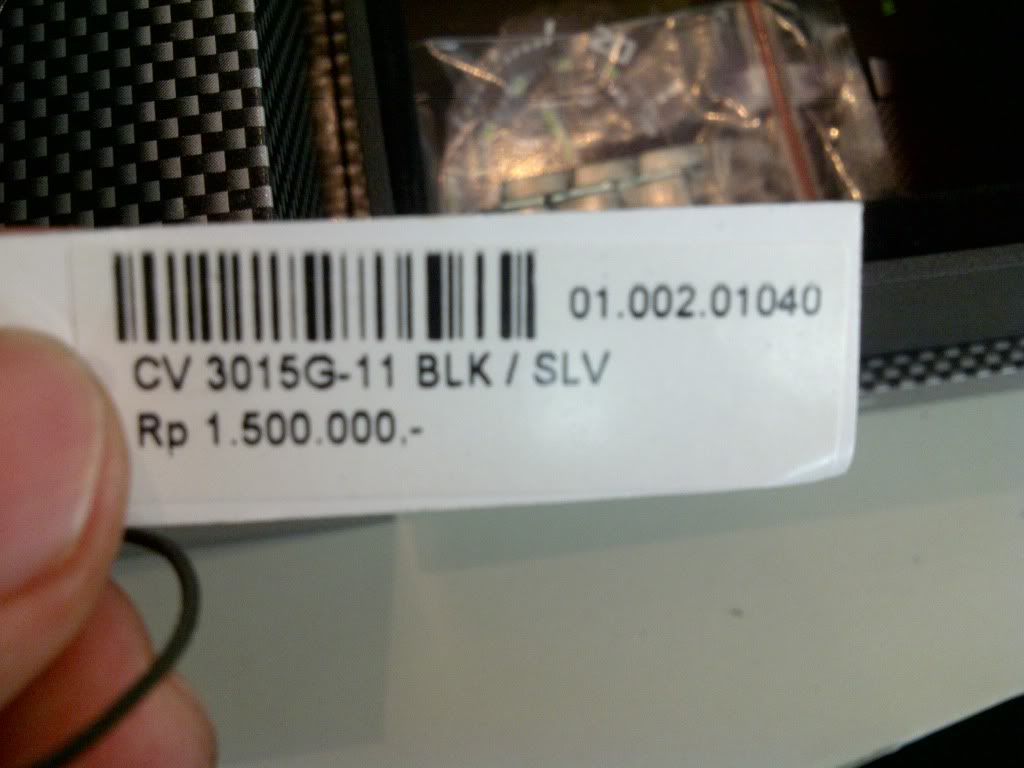 01.002.01040
CV 3015G-11 BLK / SLV
Rp 1.500.000,-